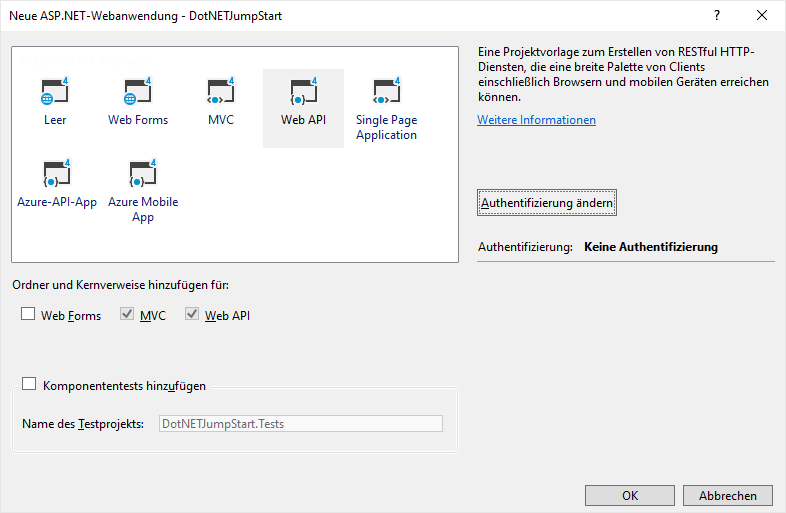 Neue ASP.NET-Webanwendung - DotNETJumpStart
Leer
Web Forms
MVC
Web API
Single Page
Application
Azure-API-App
Azure Mobile
App
Eine Projektvorlage zum Erstellen von RESTful HTTP-
Diensten, die eine breite Palette von Clients
einschließlich Browsern und mobilen Geräten erreichen
können.
Weitere Informationen
Authentifizierung ändern
Authentifizierung: Keine Authentifizierung
Ordner und Kernverweise hinzufügen für:
Web Forms
MVC
Web API
Komponententests hinzufügen
Name des Testprojekts: DotNETJumpStart.Tests
OK
Abbrechen